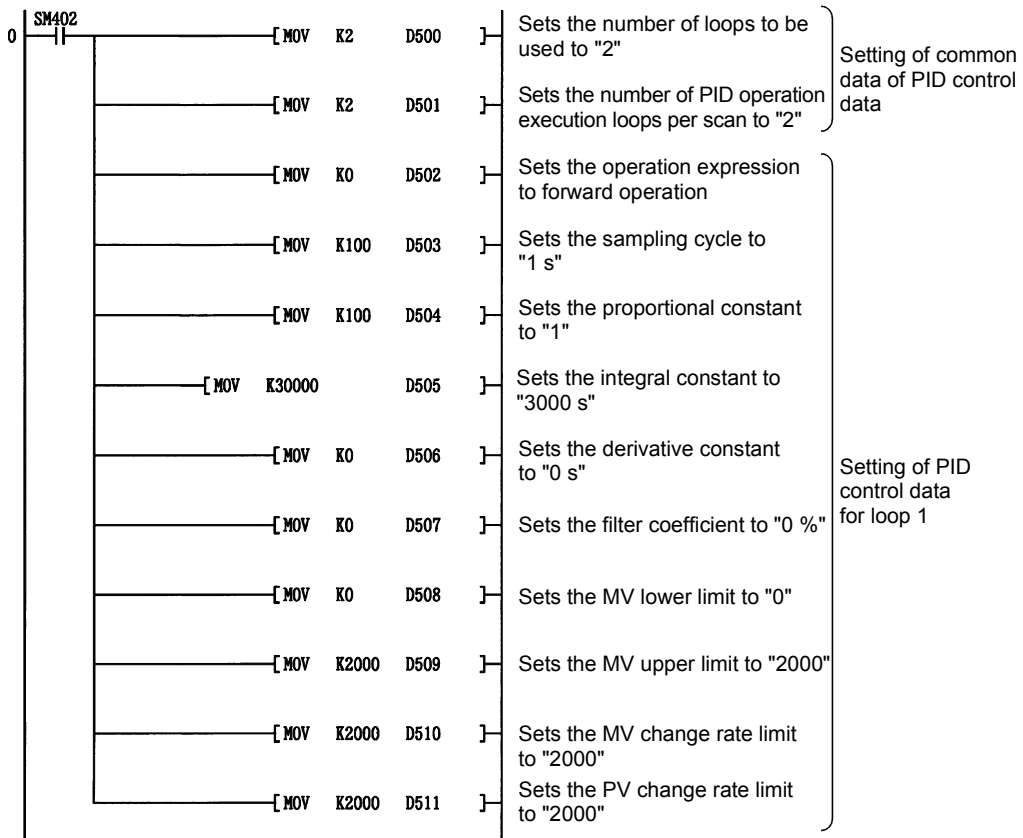 SM402
0
[ MOV K2 D500 ]
Sets the number of loops to be
used to "2"
Setting of common
data of PID control
data
[ MOV K2 D501 ]
Sets the number of PID operation
execution loops per scan to "2"
[ MOV K0 D502 ]
Sets the operation expression
to forward operation
[ MOV K100 D503 ]
Sets the sampling cycle to
"1 s"
[ MOV K100 D504 ]
Sets the proportional constant
to "1"
[ MOV K30000 D505 ]
Sets the integral constant to
"3000 s"
[ MOV K0 D506 ]
Sets the derivative constant
to "0 s"
Setting of PID
control data
for loop 1
[ MOV K0 D507 ]
Sets the filter coefficient to "0 %"
[ MOV K0 D508 ]
Sets the MV lower limit to "0"
[ MOV K2000 D509 ]
Sets the MV upper limit to "2000"
[ MOV K2000 D510 ]
Sets the MV change rate limit
to "2000"
[ MOV K2000 D511 ]
Sets the PV change rate limit
to "2000"